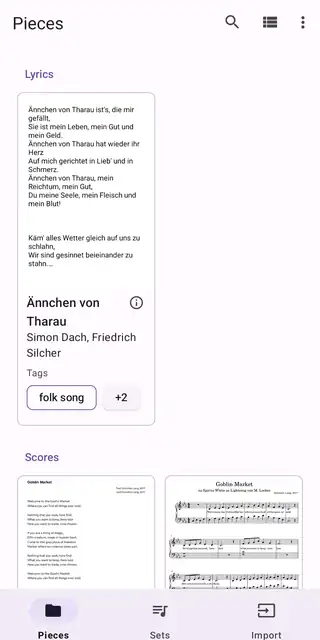 Pieces
Lyrics
Ännchen von Tharau ist's, die mir
gefällt,
Sie ist mein Leben, mein Gut und
mein Geld.
Ännchen von Tharau hat wieder ihr
Herz
Auf mich gerichtet in Lieb' und in
Schmerz.
Ännchen von Tharau, mein
Reichtum, mein Gut,
Du meine Seele, mein Fleisch und
mein Blut!
Käm' alles Wetter gleich auf uns zu
schlahn,
Wir sind gesinnet beieinander zu
stahn....
Ännchen von
Tharau
Simon Dach, Friedrich
Silcher
Tags
folk song
+2
Scores
Goblin Market
Goblin Market
Pieces
Sets
Import